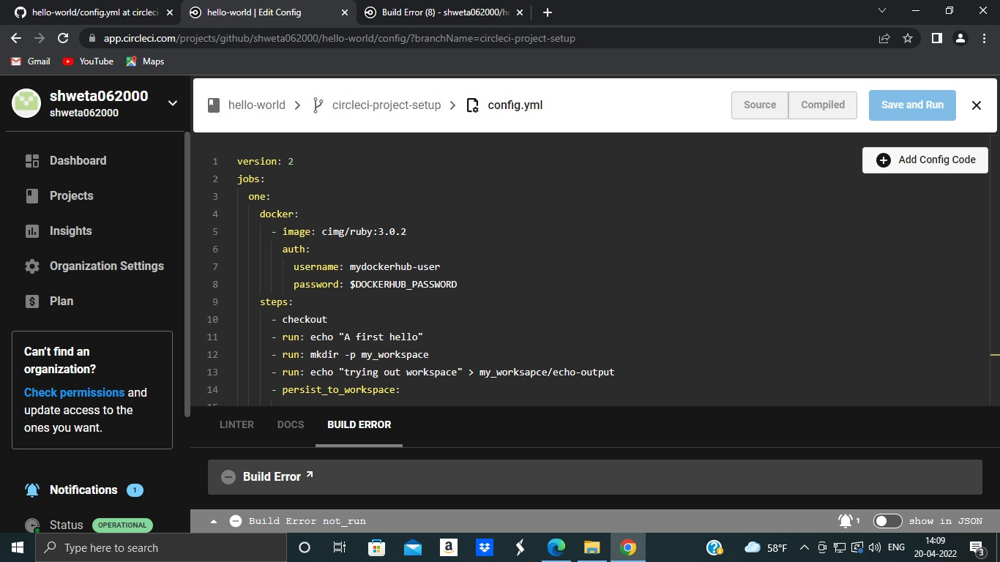 hello-world/config.yml at circleci
hello-world | Edit Config
Build Error (8) - shweta062000/he
app.circleci.com/projects/github/shweta062000/hello-world/config/?branchName=circleci-project-setup
Gmail
YouTube
Maps
shweta062000
shweta062000
Dashboard
Projects
Insights
Organization Settings
Plan
Can't find an
organization?
Check permissions and
update access to the
ones you want.
Notifications 1
Status OPERATIONAL
hello-world > circleci-project-setup > config.yml
Source
Compiled
Save and Run
Add Config Code
1 version: 2
2 jobs:
3 one:
4 docker:
5 - image: cimg/ruby:3.0.2
6 auth:
7 username: mydockerhub-user
8 password: $DOCKERHUB_PASSWORD
9 steps:
10 - checkout
11 - run: echo "A first hello"
12 - run: mkdir -p my_workspace
13 - run: echo "trying out workspace" > my_worksapce/echo-output
14 - persist_to_workspace:
15
LINTER
DOCS
BUILD ERROR
Build Error
Build Error not_run
1
show in JSON
Type here to search
58°F
ENG
14:09
20-04-2022
3